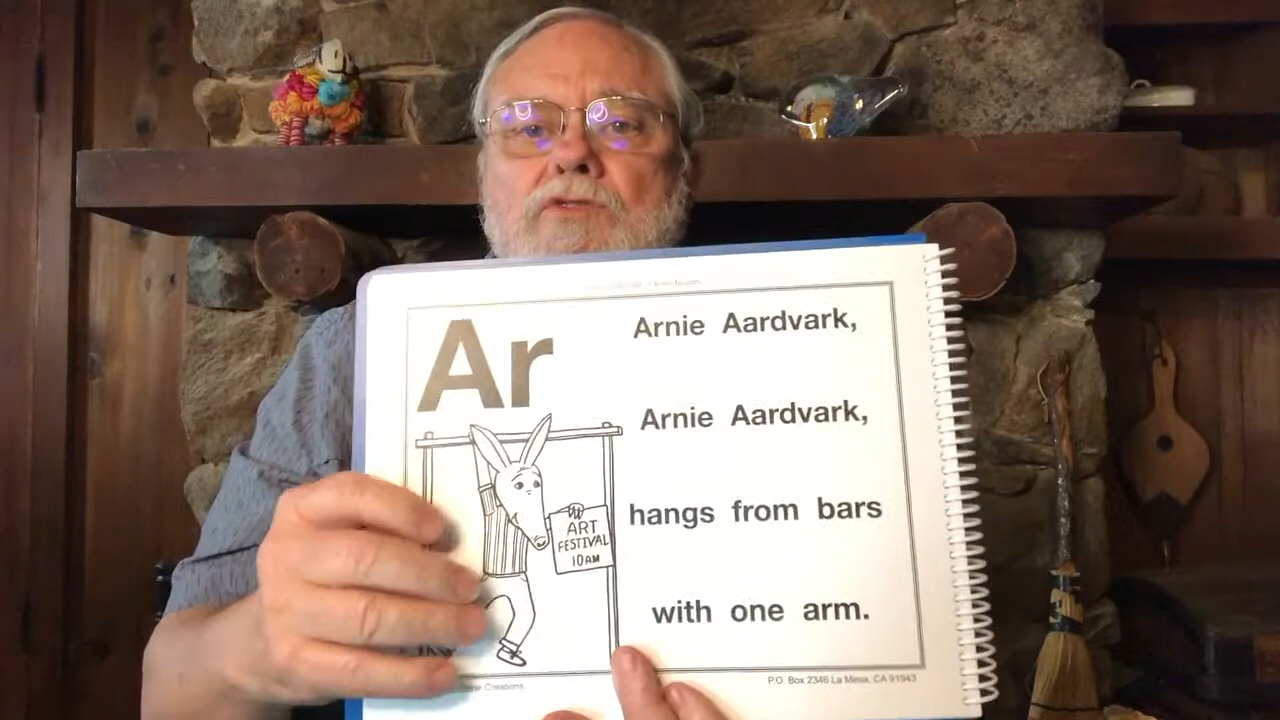 Ar
Arnie Aardvark,
Arnie Aardvark,
hangs from bars
with one arm.
ART
FESTIVAL
10AM
Creations
P.O. Box 2346 La Mesa, CA 91943